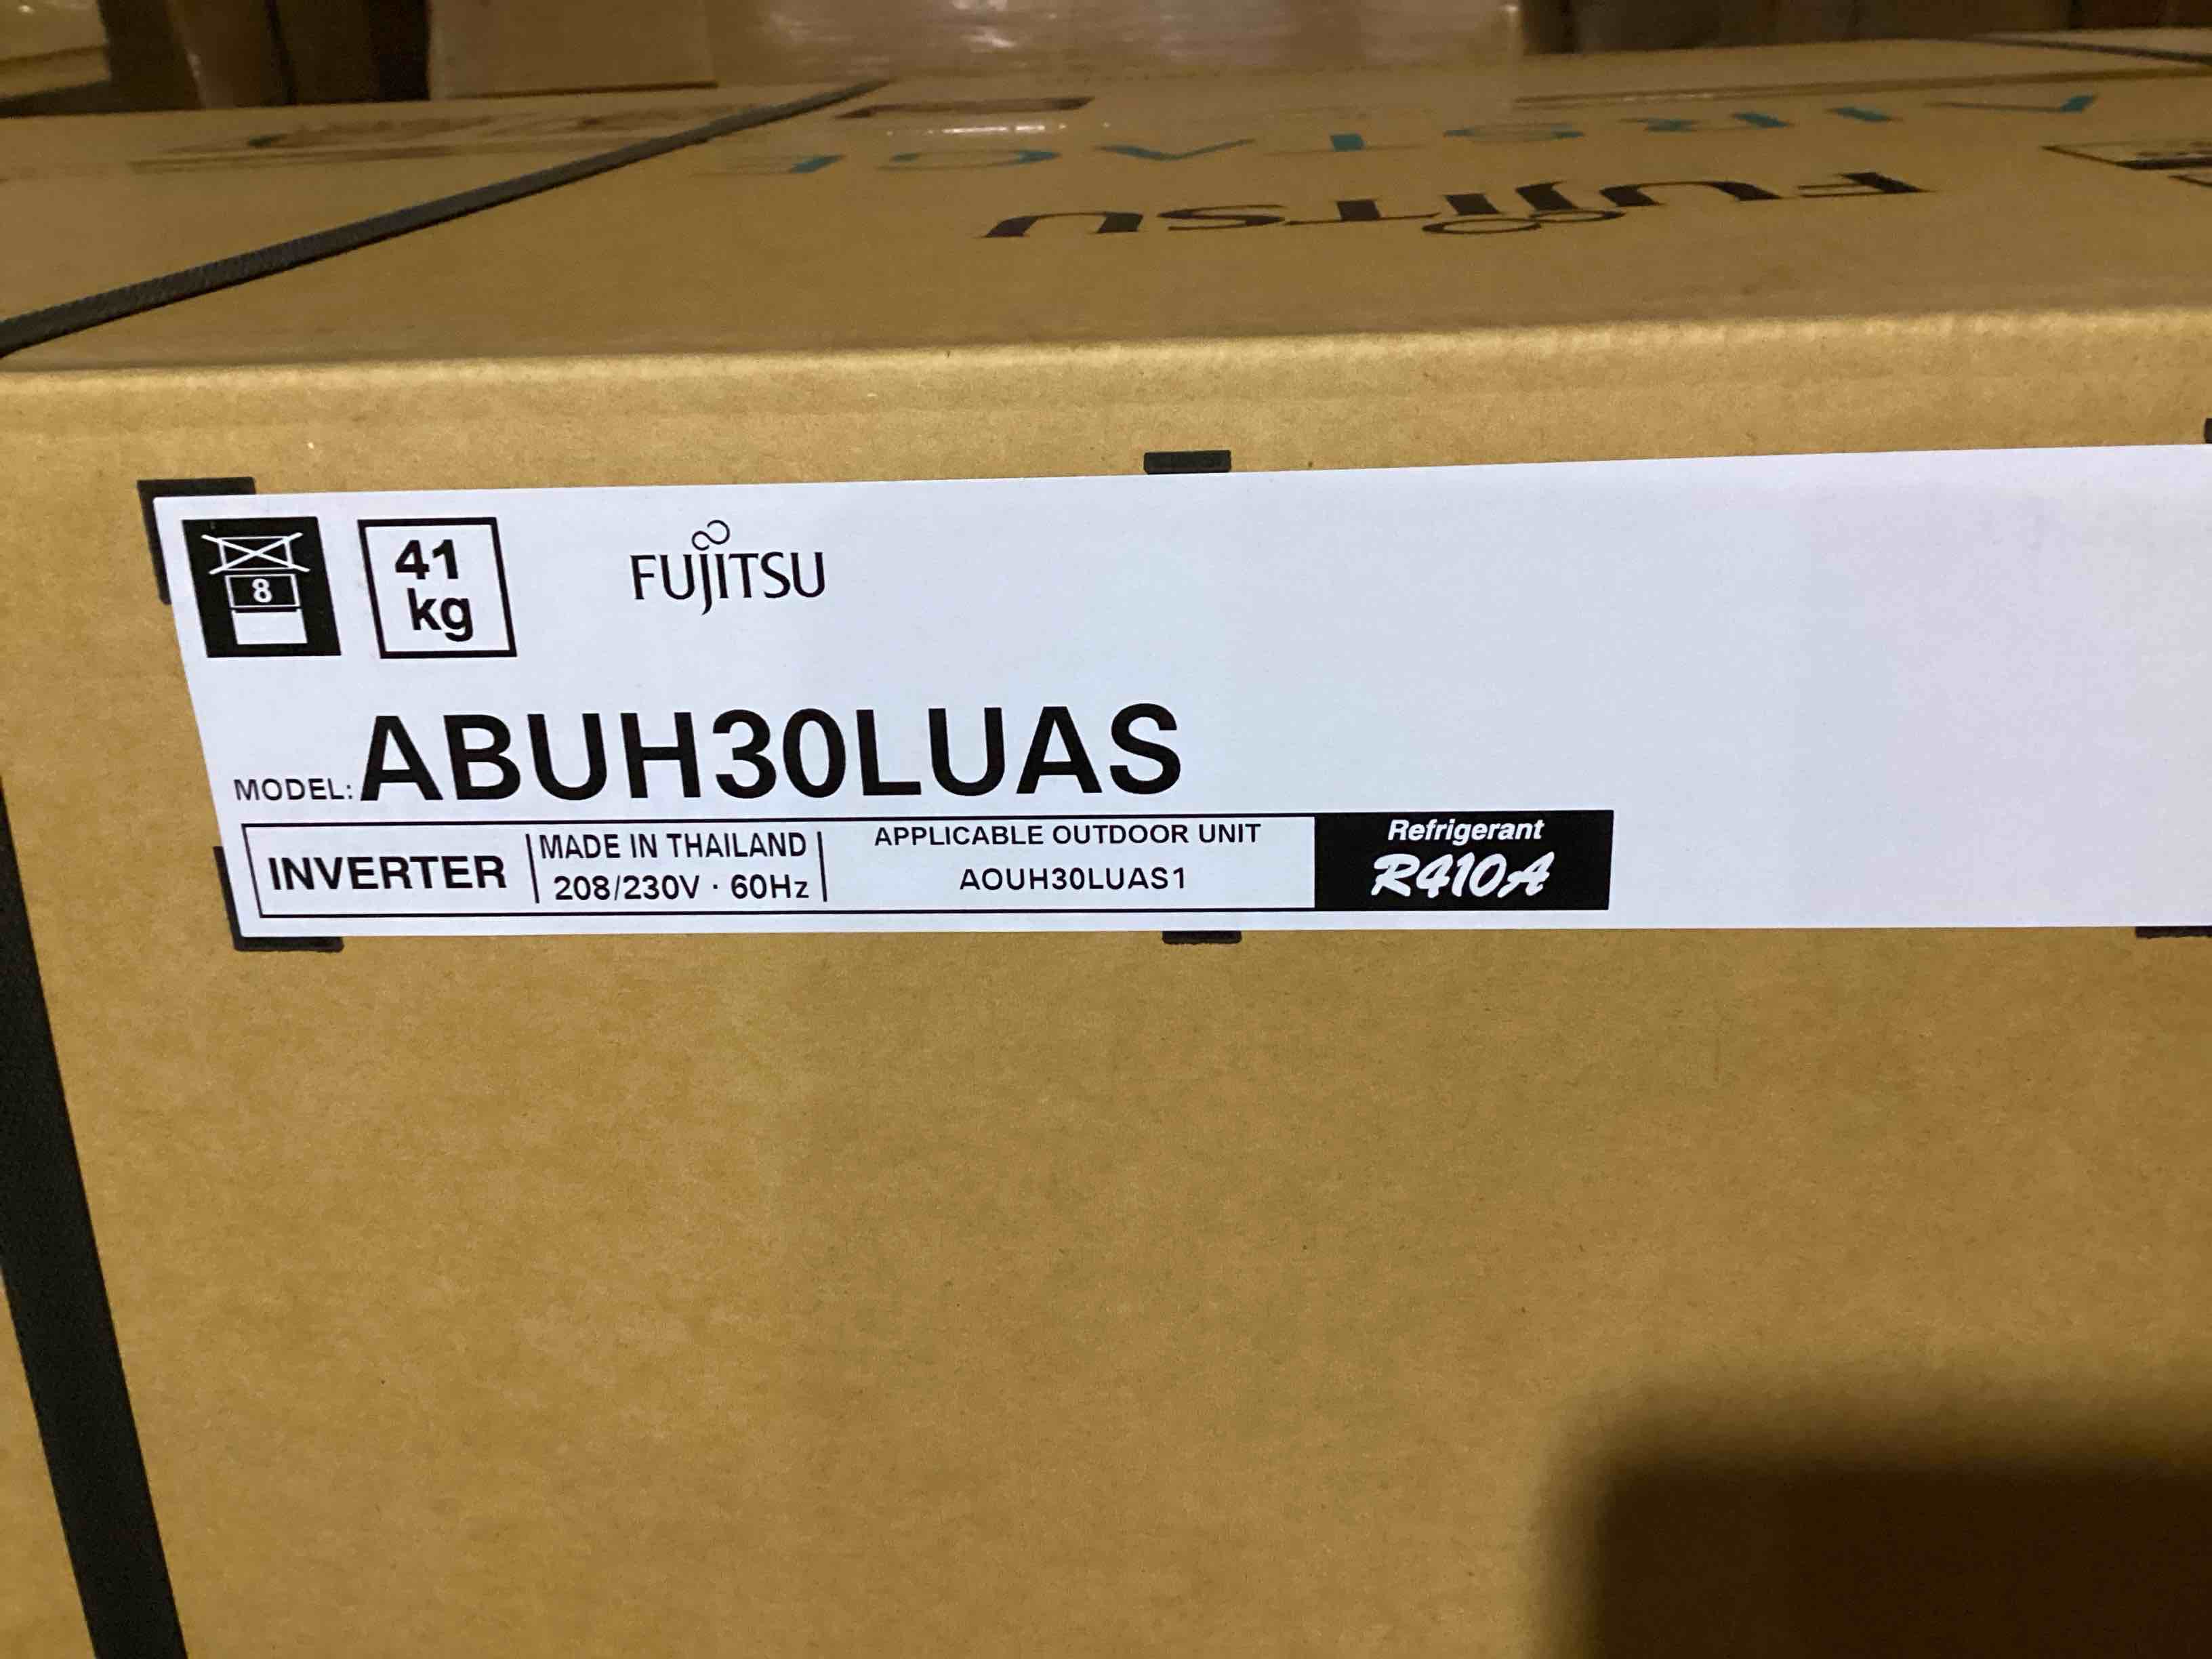 AIRSTAGE
FUJITSU
8
41
kg
FUJITSU
MODEL: ABUH30LUAS
INVERTER
MADE IN THAILAND
208/230V · 60Hz
APPLICABLE OUTDOOR UNIT
AOUH30LUAS1
Refrigerant
R410A